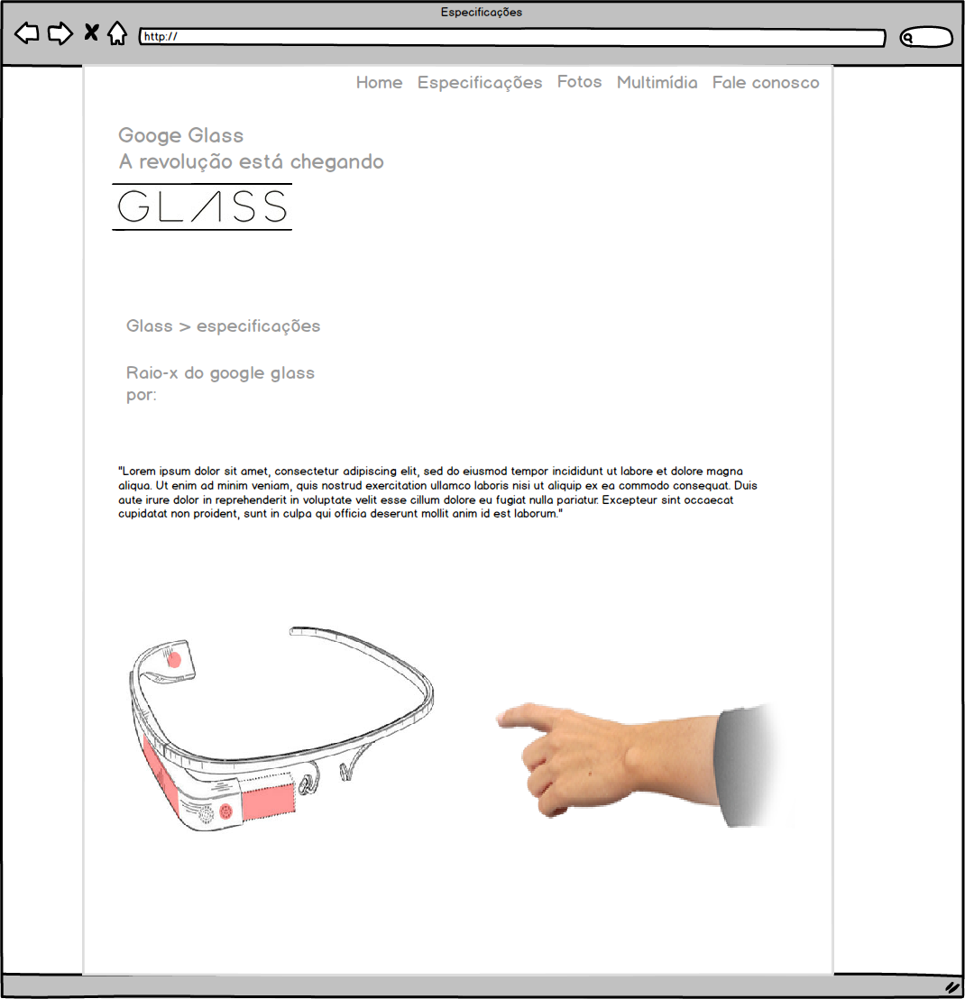 Especificações
http://
Home Especificações Fotos Multimídia Fale conosco
Googe Glass
A revolução está chegando
GLASS
Glass > especificações
Raio-x do google glass
por:
"Lorem ipsum dolor sit amet, consectetur adipiscing elit, sed do eiusmod tempor incididunt ut labore et dolore magna
aliqua. Ut enim ad minim veniam, quis nostrud exercitation ullamco laboris nisi ut aliquip ex ea commodo consequat. Duis
aute irure dolor in reprehenderit in voluptate velit esse cillum dolore eu fugiat nulla pariatur. Excepteur sint occaecat
cupidatat non proident, sunt in culpa qui officia deserunt mollit anim id est laborum."